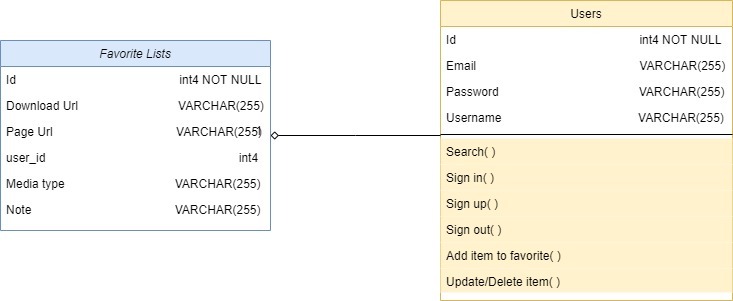 Favorite Lists
Id int4 NOT NULL
Download Url VARCHAR(255)
Page Url VARCHAR(255)
user_id int4
Media type VARCHAR(255)
Note VARCHAR(255)
Users
Id int4 NOT NULL
Email VARCHAR(255)
Password VARCHAR(255)
Username VARCHAR(255)
Search( )
Sign in( )
Sign up( )
Sign out( )
Add item to favorite( )
Update/Delete item( )